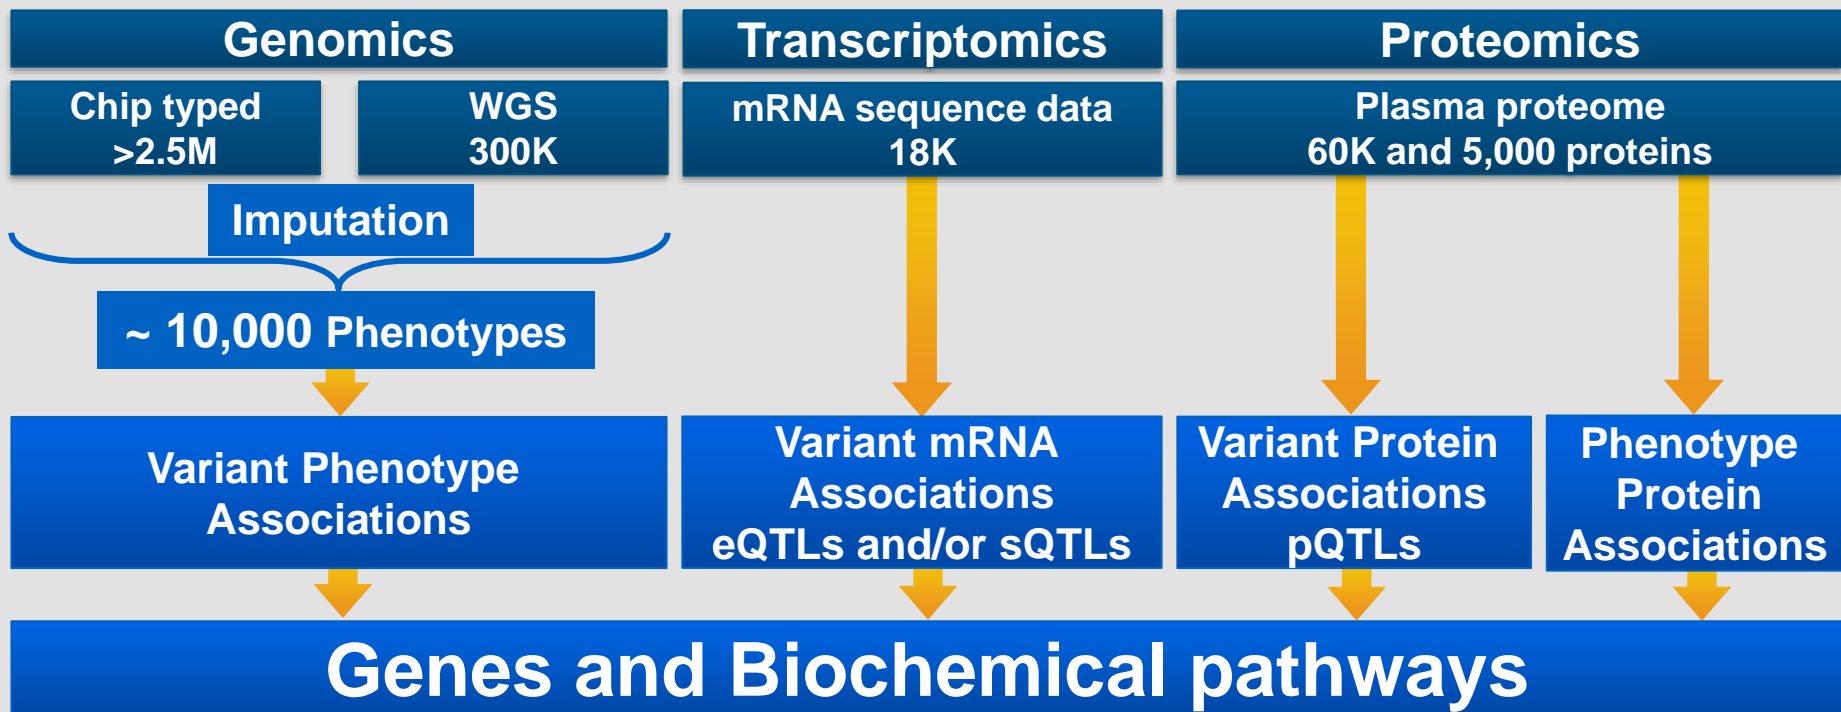 Genomics
Chip typed
>2.5M
WGS
300K
Imputation
~ 10,000 Phenotypes
Variant Phenotype
Associations
Transcriptomics
mRNA sequence data
18K
Variant mRNA
Associations
eQTLs and/or sQTLs
Proteomics
Plasma proteome
60K and 5,000 proteins
Variant Protein
Associations
pQTLs
Phenotype
Protein
Associations
Genes and Biochemical pathways